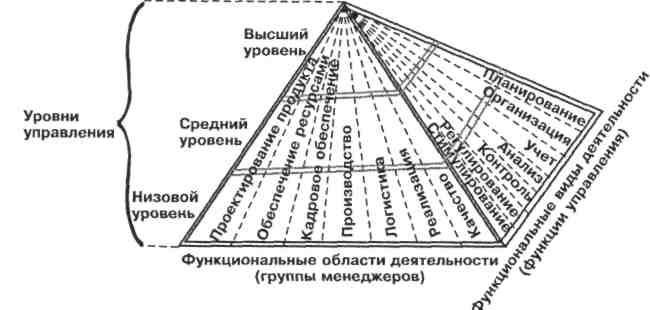 Высший
уровень
Уровни
управления
Средний
уровень
Низовой
уровень
Проектирование продукта
Обеспечение ресурсами
Кадровое обеспечение
Производство
Логистика
Реализация
Качество
Планирование
Организация
Учет
Анализ
Контроль
Регулирование
Стимулирование
Функциональные области деятельности
(группы менеджеров)
Функциональные виды деятельности
(функции управления)